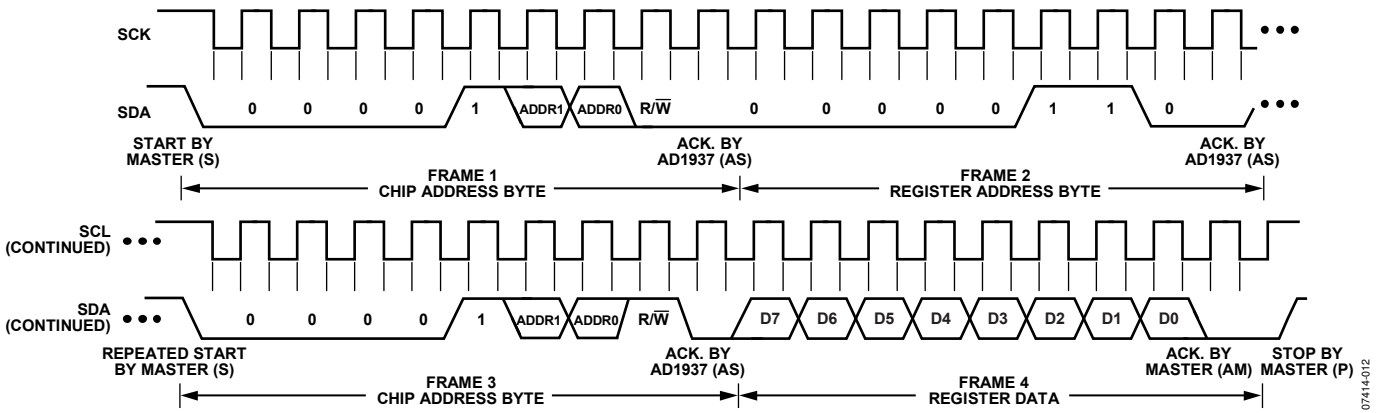 SCK
SDA
0 0 0 0 1 ADDR1 ADDR0 R/W̅ 0 0 0 0 0 1 1 0
START BY
MASTER (S)
ACK. BY
AD1937 (AS)
ACK. BY
AD1937 (AS)
FRAME 1
CHIP ADDRESS BYTE
FRAME 2
REGISTER ADDRESS BYTE
SCL
(CONTINUED)
SDA
(CONTINUED)
0 0 0 0 1 ADDR1 ADDR0 R/W̅ D7 D6 D5 D4 D3 D2 D1 D0
REPEATED START
BY MASTER (S)
ACK. BY
AD1937 (AS)
ACK. BY
MASTER (AM)
STOP BY
MASTER (P)
FRAME 3
CHIP ADDRESS BYTE
FRAME 4
REGISTER DATA
07414-012